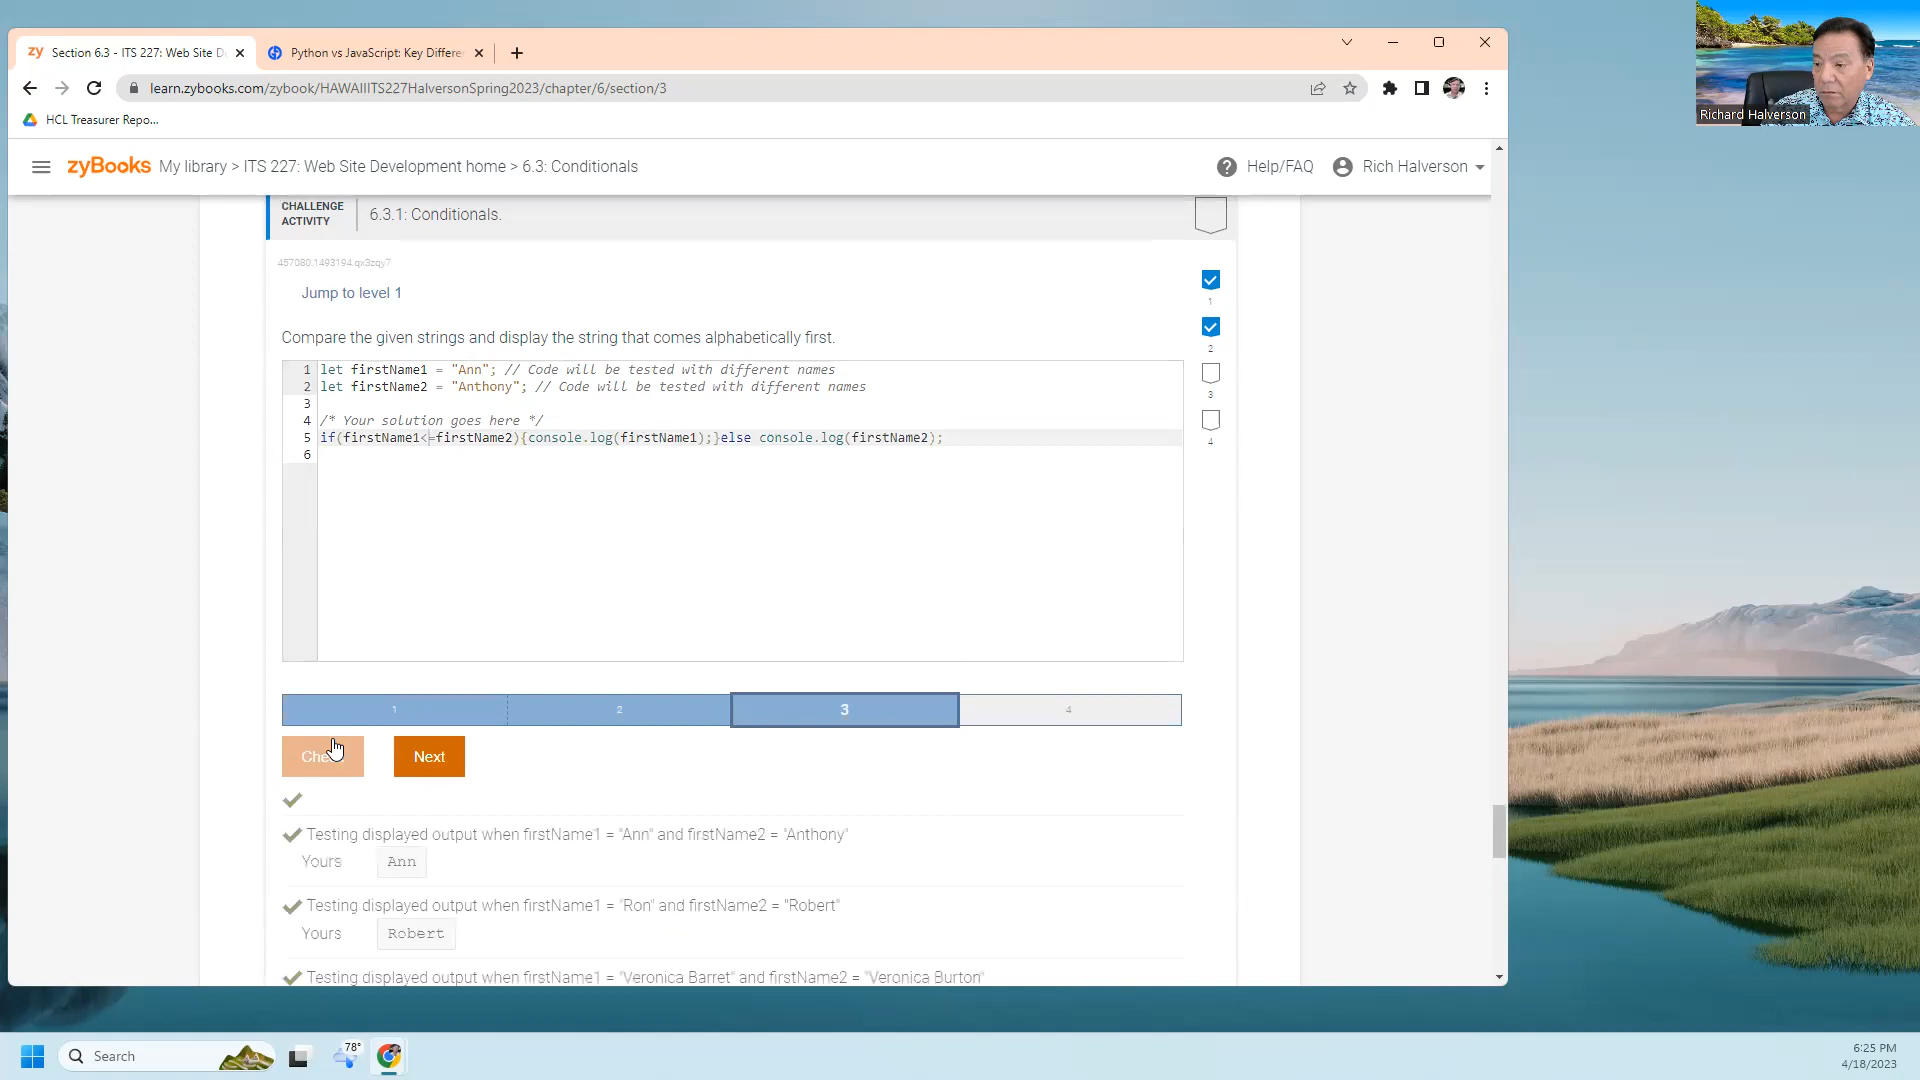 zy Section 6.3 - ITS 227: Web Site D
Python vs JavaScript: Key Differe
learn.zybooks.com/zybook/HAWAIIITS227HalversonSpring2023/chapter/6/section/3
HCL Treasurer Repo...
Richard Halverson
zyBooks My library > ITS 227: Web Site Development home > 6.3: Conditionals
Help/FAQ Rich Halverson
CHALLENGE
ACTIVITY
6.3.1: Conditionals.
457080.1493194.qx3zqy7
Jump to level 1
1
2
3
4
Compare the given strings and display the string that comes alphabetically first.
1 let firstName1 = "Ann"; // Code will be tested with different names
2 let firstName2 = "Anthony"; // Code will be tested with different names
3
4 /* Your solution goes here */
5 if(firstName1<=firstName2){console.log(firstName1);}else console.log(firstName2);
6
1 2 3 4
Next
Testing displayed output when firstName1 = "Ann" and firstName2 = "Anthony"
Yours Ann
Testing displayed output when firstName1 = "Ron" and firstName2 = "Robert"
Yours Robert
Testing displayed output when firstName1 = "Veronica Barret" and firstName2 = "Veronica Burton"
Search
78°
6:25 PM
4/18/2023